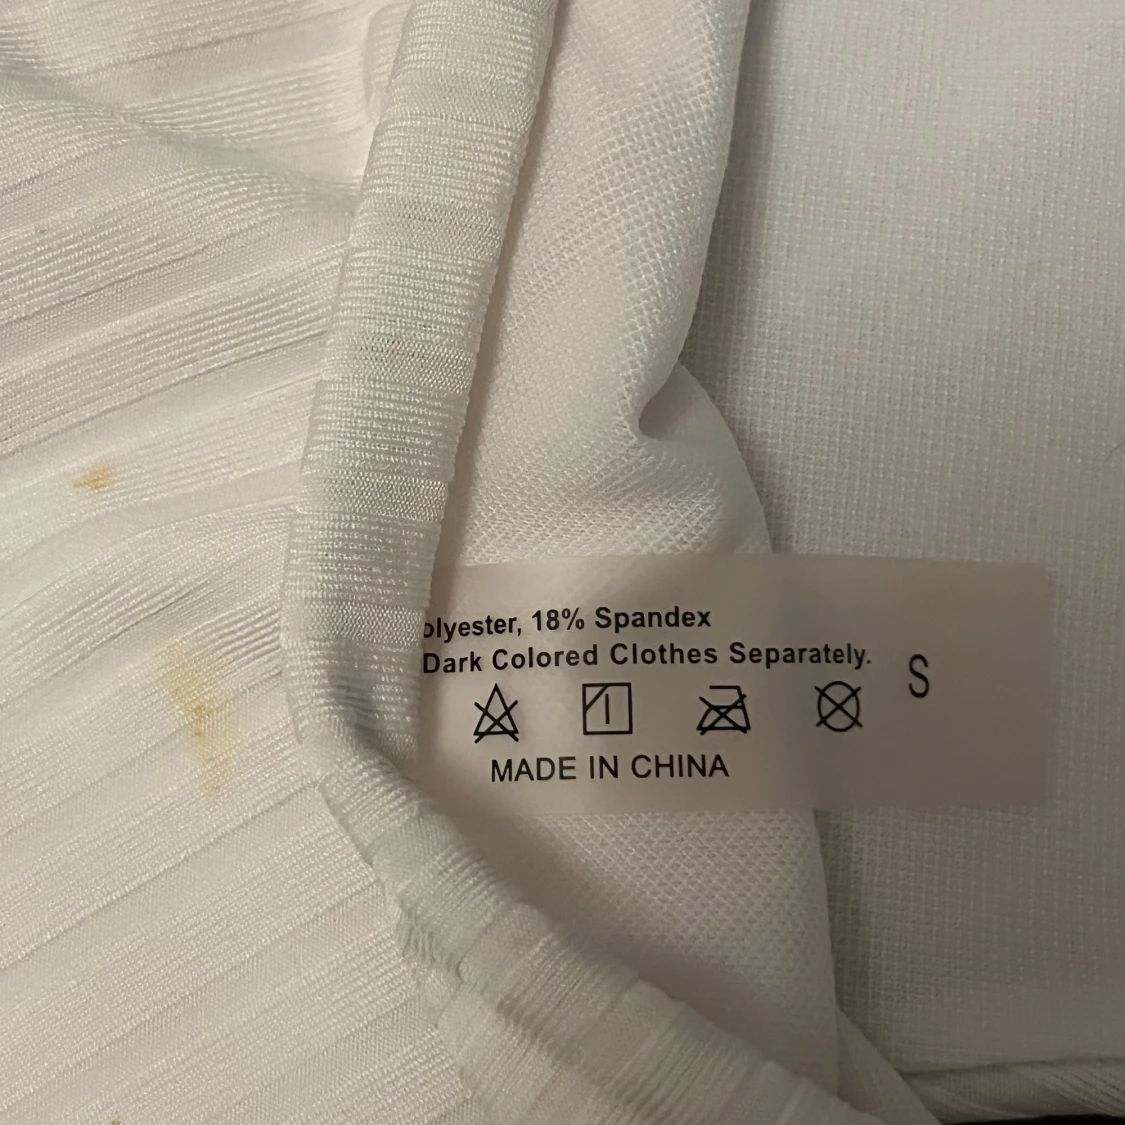 olyester, 18% Spandex
Dark Colored Clothes Separately.
S
MADE IN CHINA